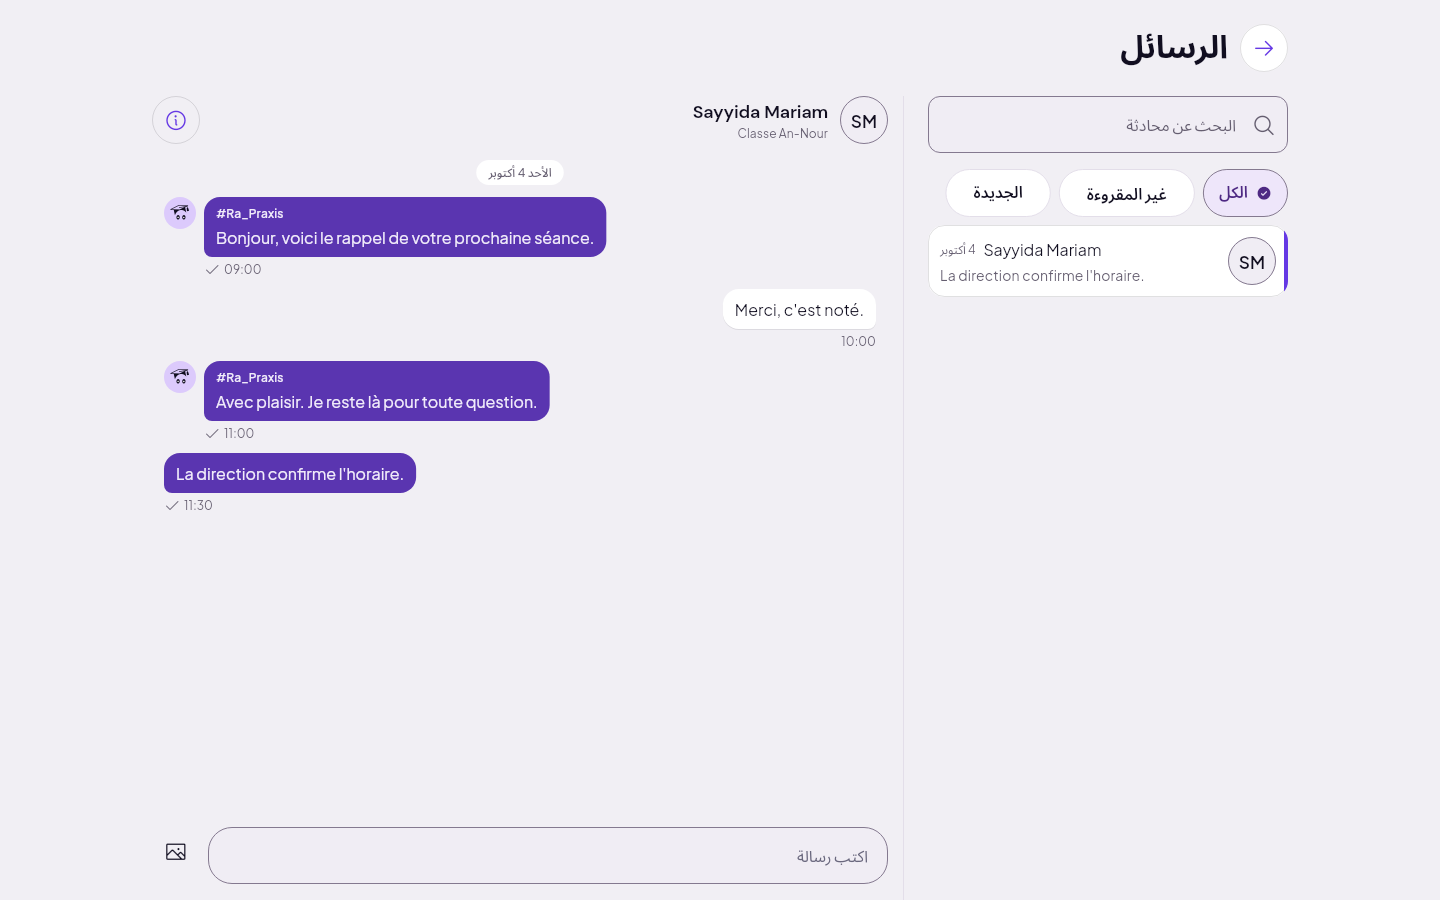 الرسائل
البحث عن محادثة
الكل
غير المقروءة
الجديدة
SM
Sayyida Mariam
4 أكتوبر
La direction confirme l'horaire.
SM
Sayyida Mariam
Classe An-Nour
الأحد 4 أكتوبر
#Ra_Praxis
Bonjour, voici le rappel de votre prochaine séance.
09:00
Merci, c'est noté.
10:00
#Ra_Praxis
Avec plaisir. Je reste là pour toute question.
11:00
La direction confirme l'horaire.
11:30
اكتب رسالة